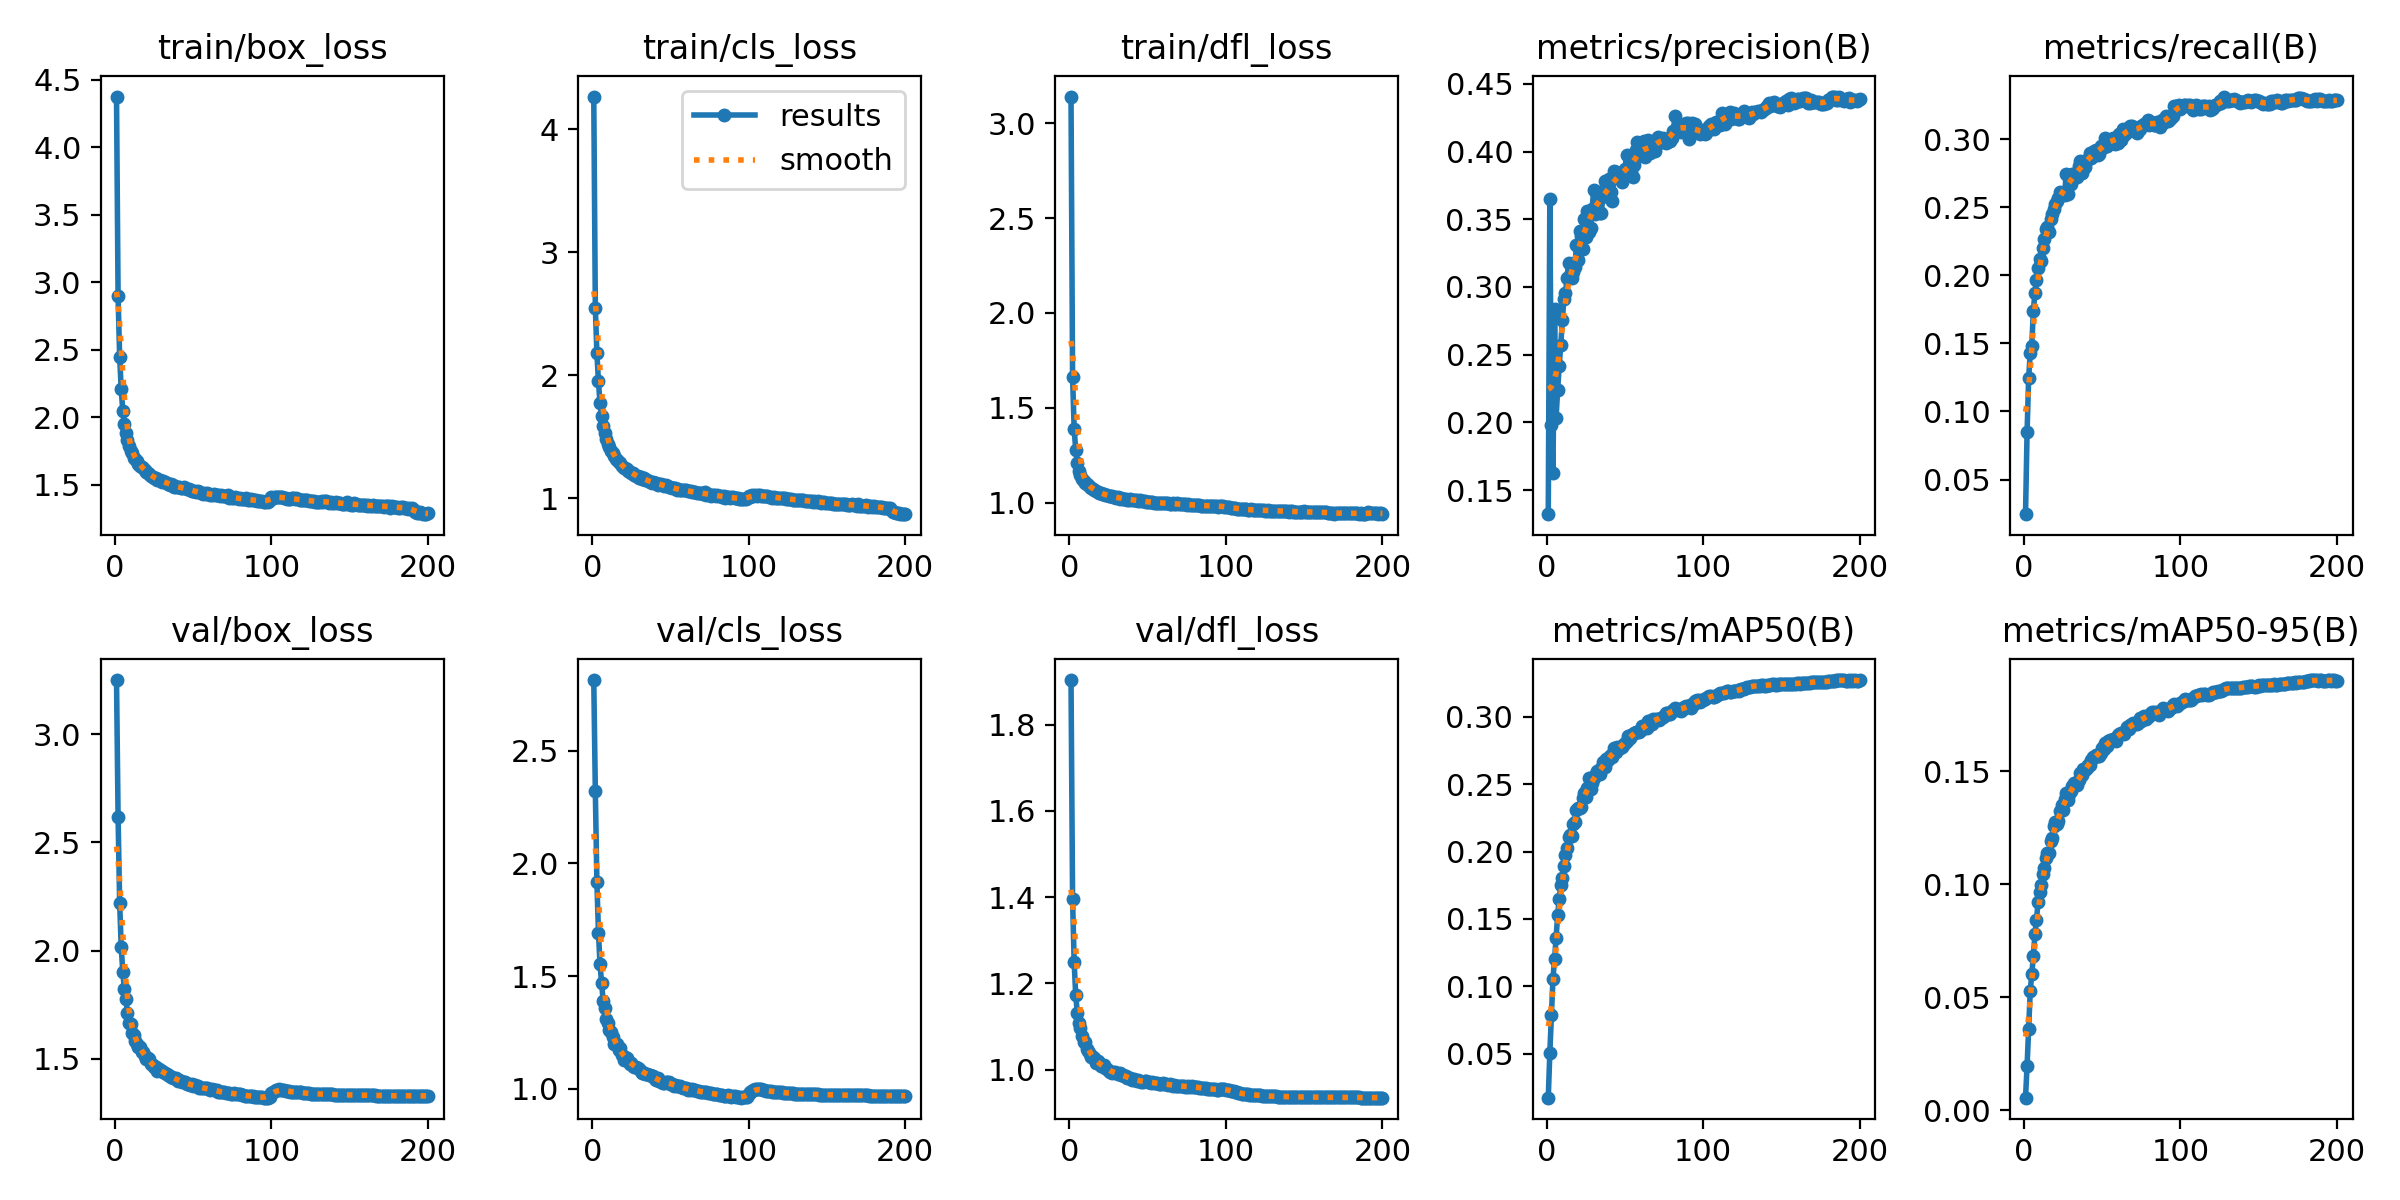 train/box_loss
4.5
4.0
3.5
3.0
2.5
2.0
1.5
0 100 200
train/cls_loss
results
smooth
4
3
2
1
0 100 200
train/dfl_loss
3.0
2.5
2.0
1.5
1.0
0 100 200
metrics/precision(B)
0.45
0.40
0.35
0.30
0.25
0.20
0.15
0 100 200
metrics/recall(B)
0.30
0.25
0.20
0.15
0.10
0.05
0 100 200
val/box_loss
3.0
2.5
2.0
1.5
0 100 200
val/cls_loss
2.5
2.0
1.5
1.0
0 100 200
val/dfl_loss
1.8
1.6
1.4
1.2
1.0
0 100 200
metrics/mAP50(B)
0.30
0.25
0.20
0.15
0.10
0.05
0 100 200
metrics/mAP50-95(B)
0.15
0.10
0.05
0.00
0 100 200